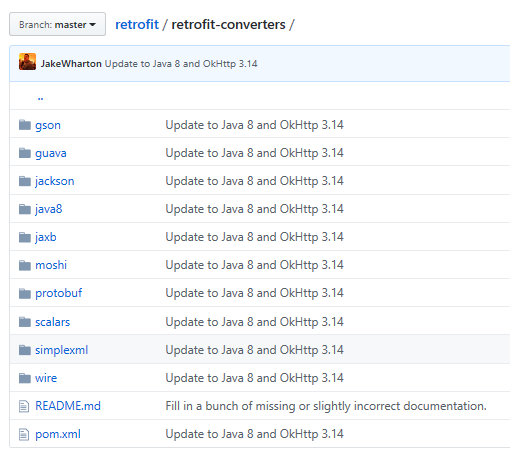 Branch: master retrofit / retrofit-converters /
JakeWharton Update to Java 8 and OkHttp 3.14
..
gson Update to Java 8 and OkHttp 3.14
guava Update to Java 8 and OkHttp 3.14
jackson Update to Java 8 and OkHttp 3.14
java8 Update to Java 8 and OkHttp 3.14
jaxb Update to Java 8 and OkHttp 3.14
moshi Update to Java 8 and OkHttp 3.14
protobuf Update to Java 8 and OkHttp 3.14
scalars Update to Java 8 and OkHttp 3.14
simplexml Update to Java 8 and OkHttp 3.14
wire Update to Java 8 and OkHttp 3.14
README.md Fill in a bunch of missing or slightly incorrect documentation.
pom.xml Update to Java 8 and OkHttp 3.14